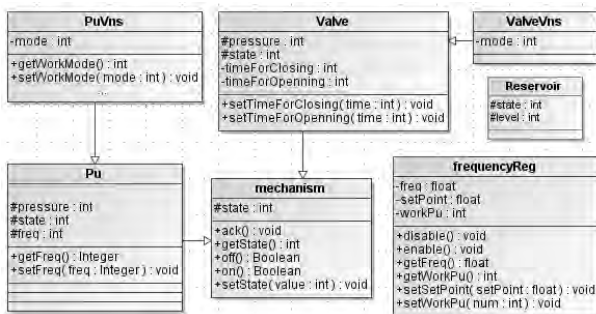 PuVns
-mode : int
+getWorkMode() : int
+setWorkMode( mode : int ) : void
...
Valve
#pressure : int
#state : int
-timeForClosing : int
-timeForOpenning : int
+setTimeForClosing( time : int ) : void
+setTimeForOpenning( time : int ) : void
ValveVns
-mode : int
Reservoir
#state : int
#level : int
Pu
#pressure : int
#state : int
#freq : int
+getFreq() : Integer
+setFreq( freq : Integer ) : void
mechanism
#state : int
+ack() : void
+getState() : int
+off() : Boolean
+on() : Boolean
+setState( value : int ) : void
frequencyReg
-freq : float
-setPoint : float
-workPu : int
+disable() : void
+enable() : void
+getFreq() : float
+getWorkPu() : int
+setSetPoint( setPoint : float ) : void
+setWorkPu( num : int ) : void